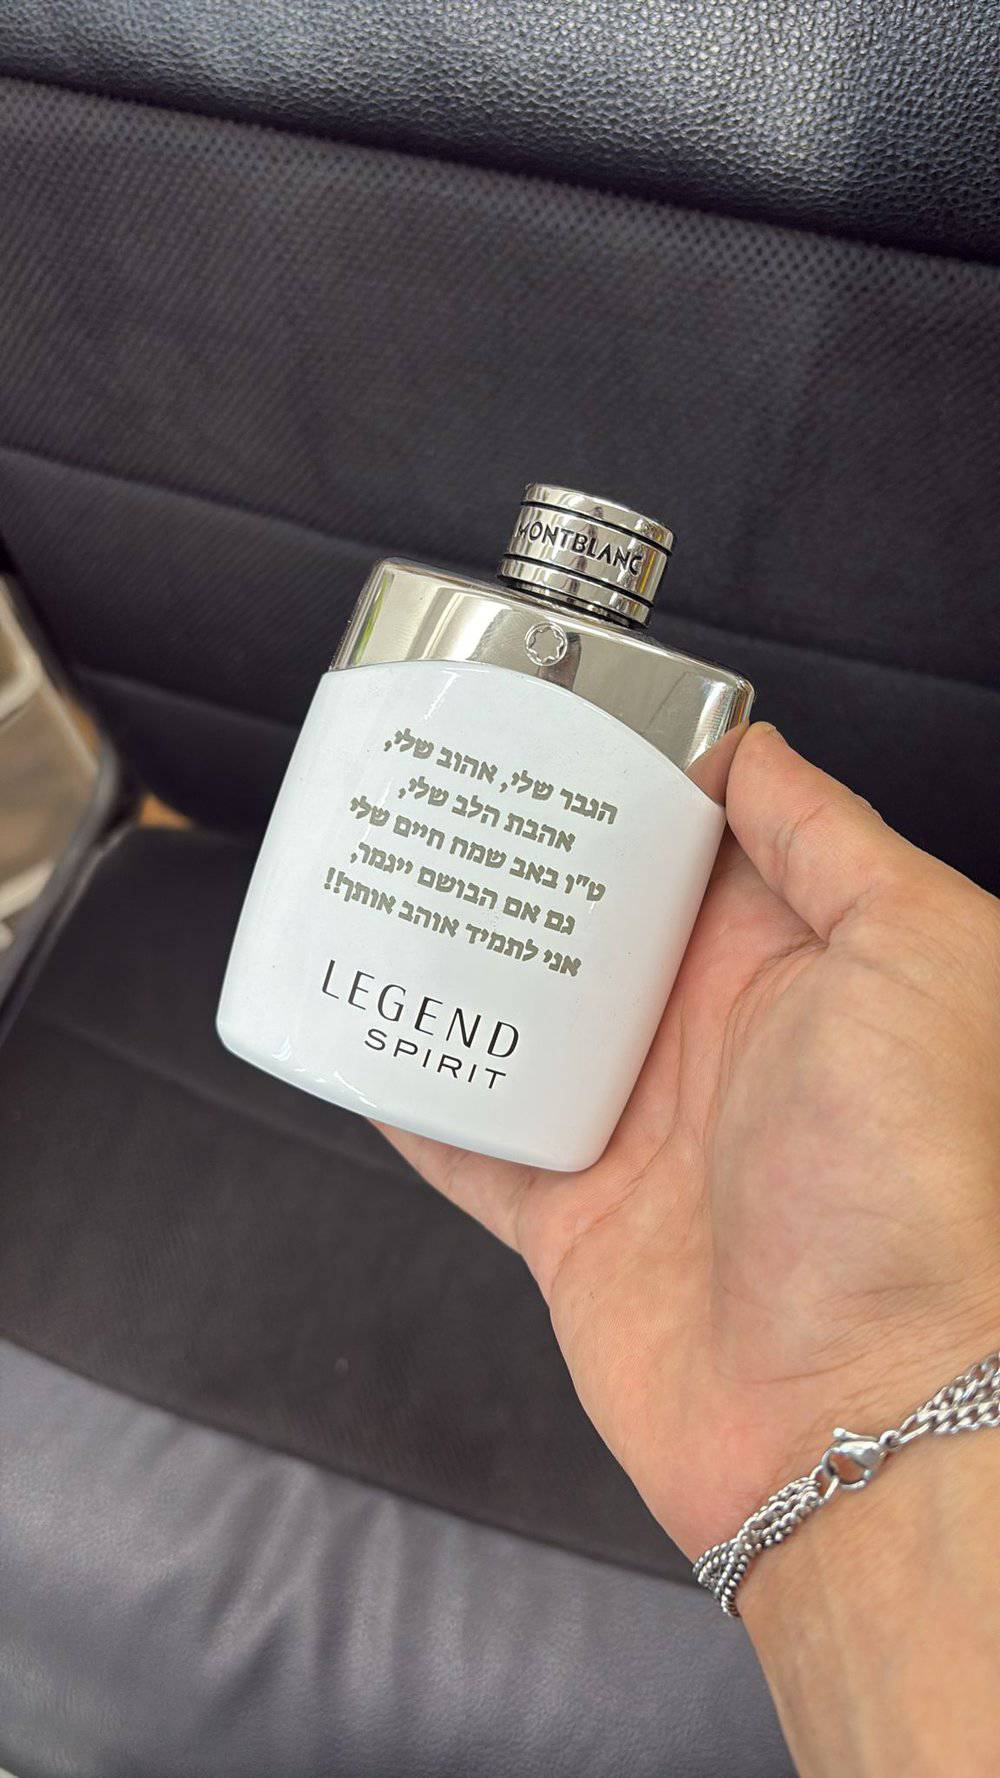 MONTBLANC
הגבר שלי, אהוב שלי,
אהבת הלב שלי,
ט"ו באב שמח חיים שלי
גם אם הבושם ייגמר,
אני לתמיד אוהב אותך!!
LEGEND
SPIRIT